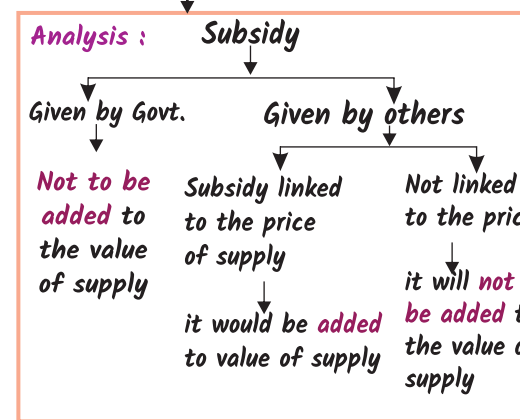 Analysis :
Subsidy
Given by Govt.
Given by others
Not to be
added to
the value
of supply
Subsidy linked
to the price
of supply
it would be added
to value of supply
Not linked
to the
it will not
be added
the value
supply